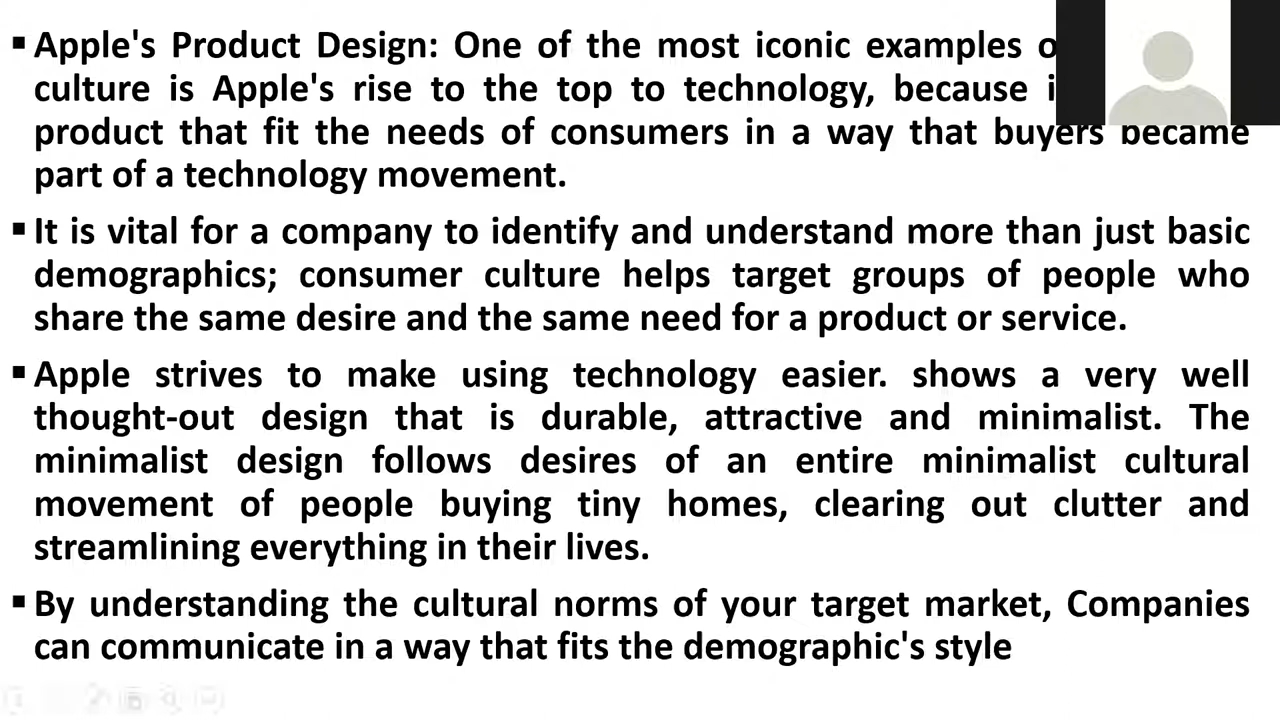 ▪ Apple's Product Design: One of the most iconic examples
culture is Apple's rise to the top to technology, because
product that fit the needs of consumers in a way that buyers became
part of a technology movement.
▪ It is vital for a company to identify and understand more than just basic
demographics; consumer culture helps target groups of people who
share the same desire and the same need for a product or service.
▪ Apple strives to make using technology easier. shows a very well
thought-out design that is durable, attractive and minimalist. The
minimalist design follows desires of an entire minimalist cultural
movement of people buying tiny homes, clearing out clutter and
streamlining everything in their lives.
▪ By understanding the cultural norms of your target market, Companies
can communicate in a way that fits the demographic's style